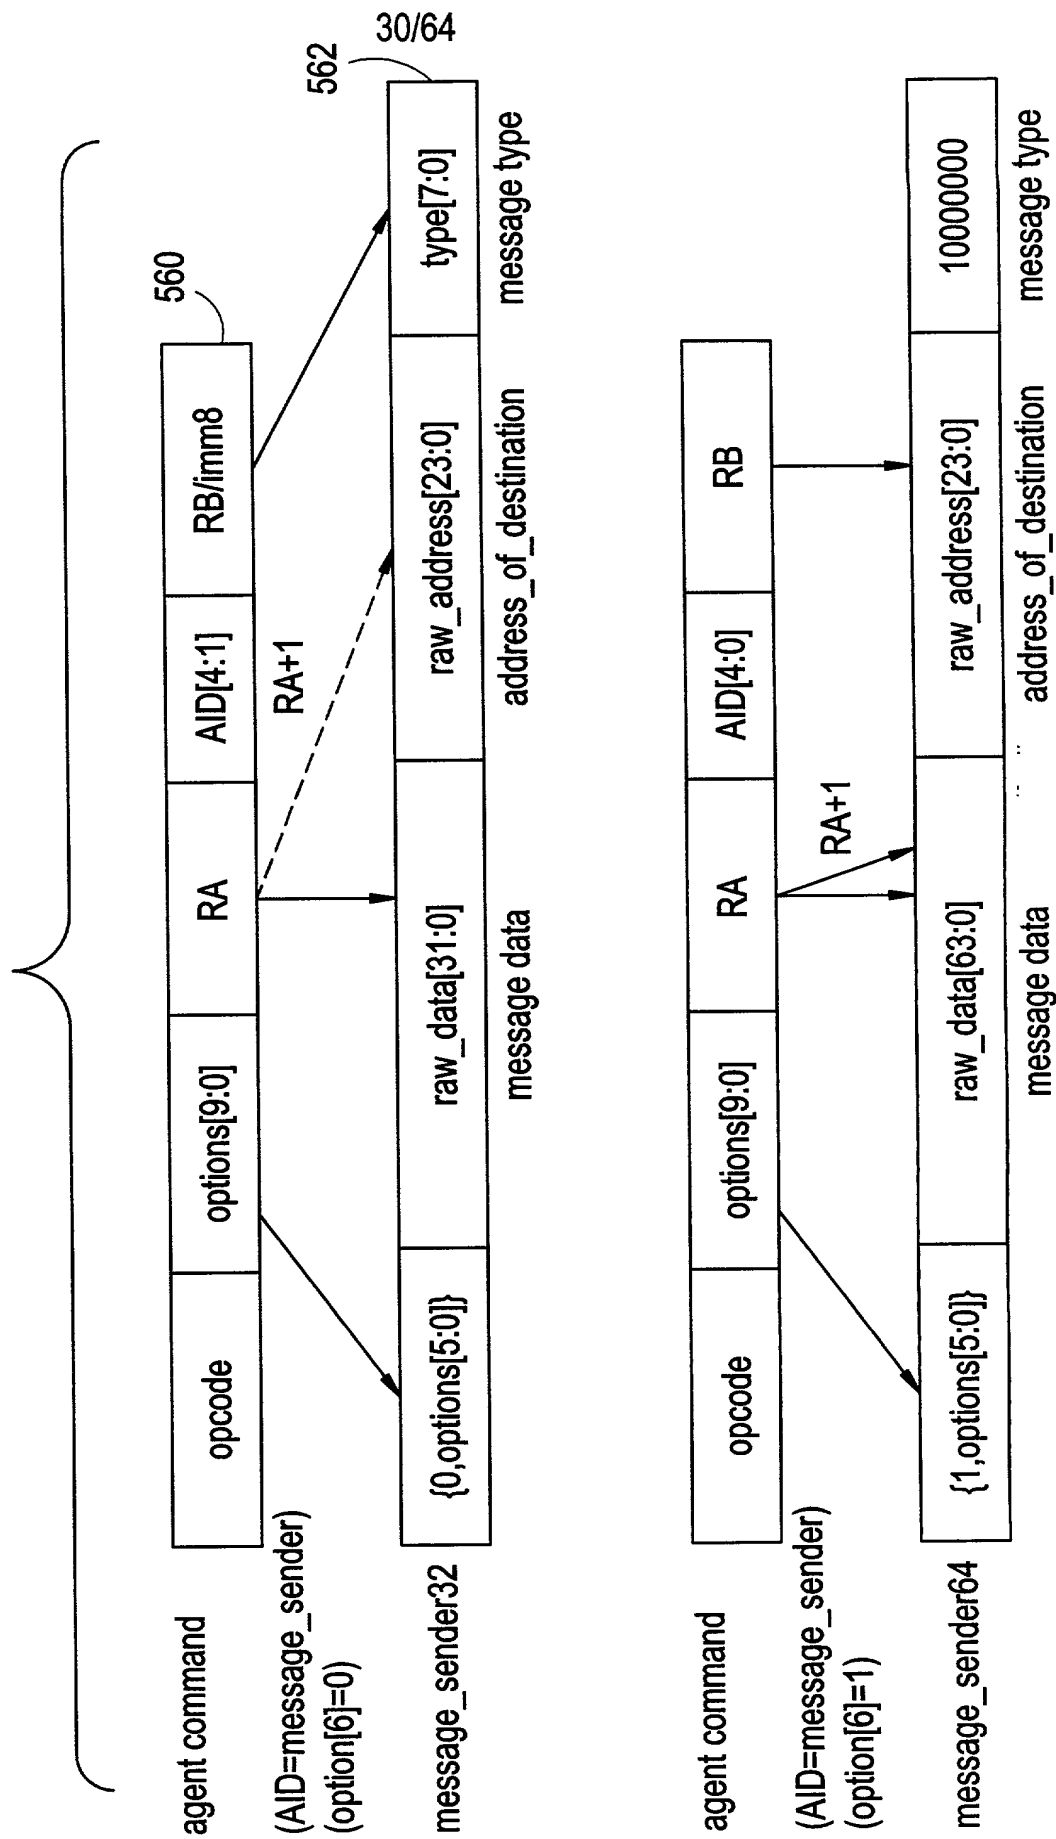 30/64
562
560
agent command
opcode
options[9:0]
RA
AID[4:1]
RB/imm8
(AID=message_sender)
(option[6]=0)
RA+1
message_sender32
{0,options[5:0]}
raw_data[31:0]
raw_address[23:0]
type[7:0]
message data
address_of_destination
message type
agent command
opcode
options[9:0]
RA
AID[4:0]
RB
(AID=message_sender)
(option[6]=1)
RA+1
message_sender64
{1,options[5:0]}
raw_data[63:0]
raw_address[23:0]
10000000
message data
address_of_destination
message type